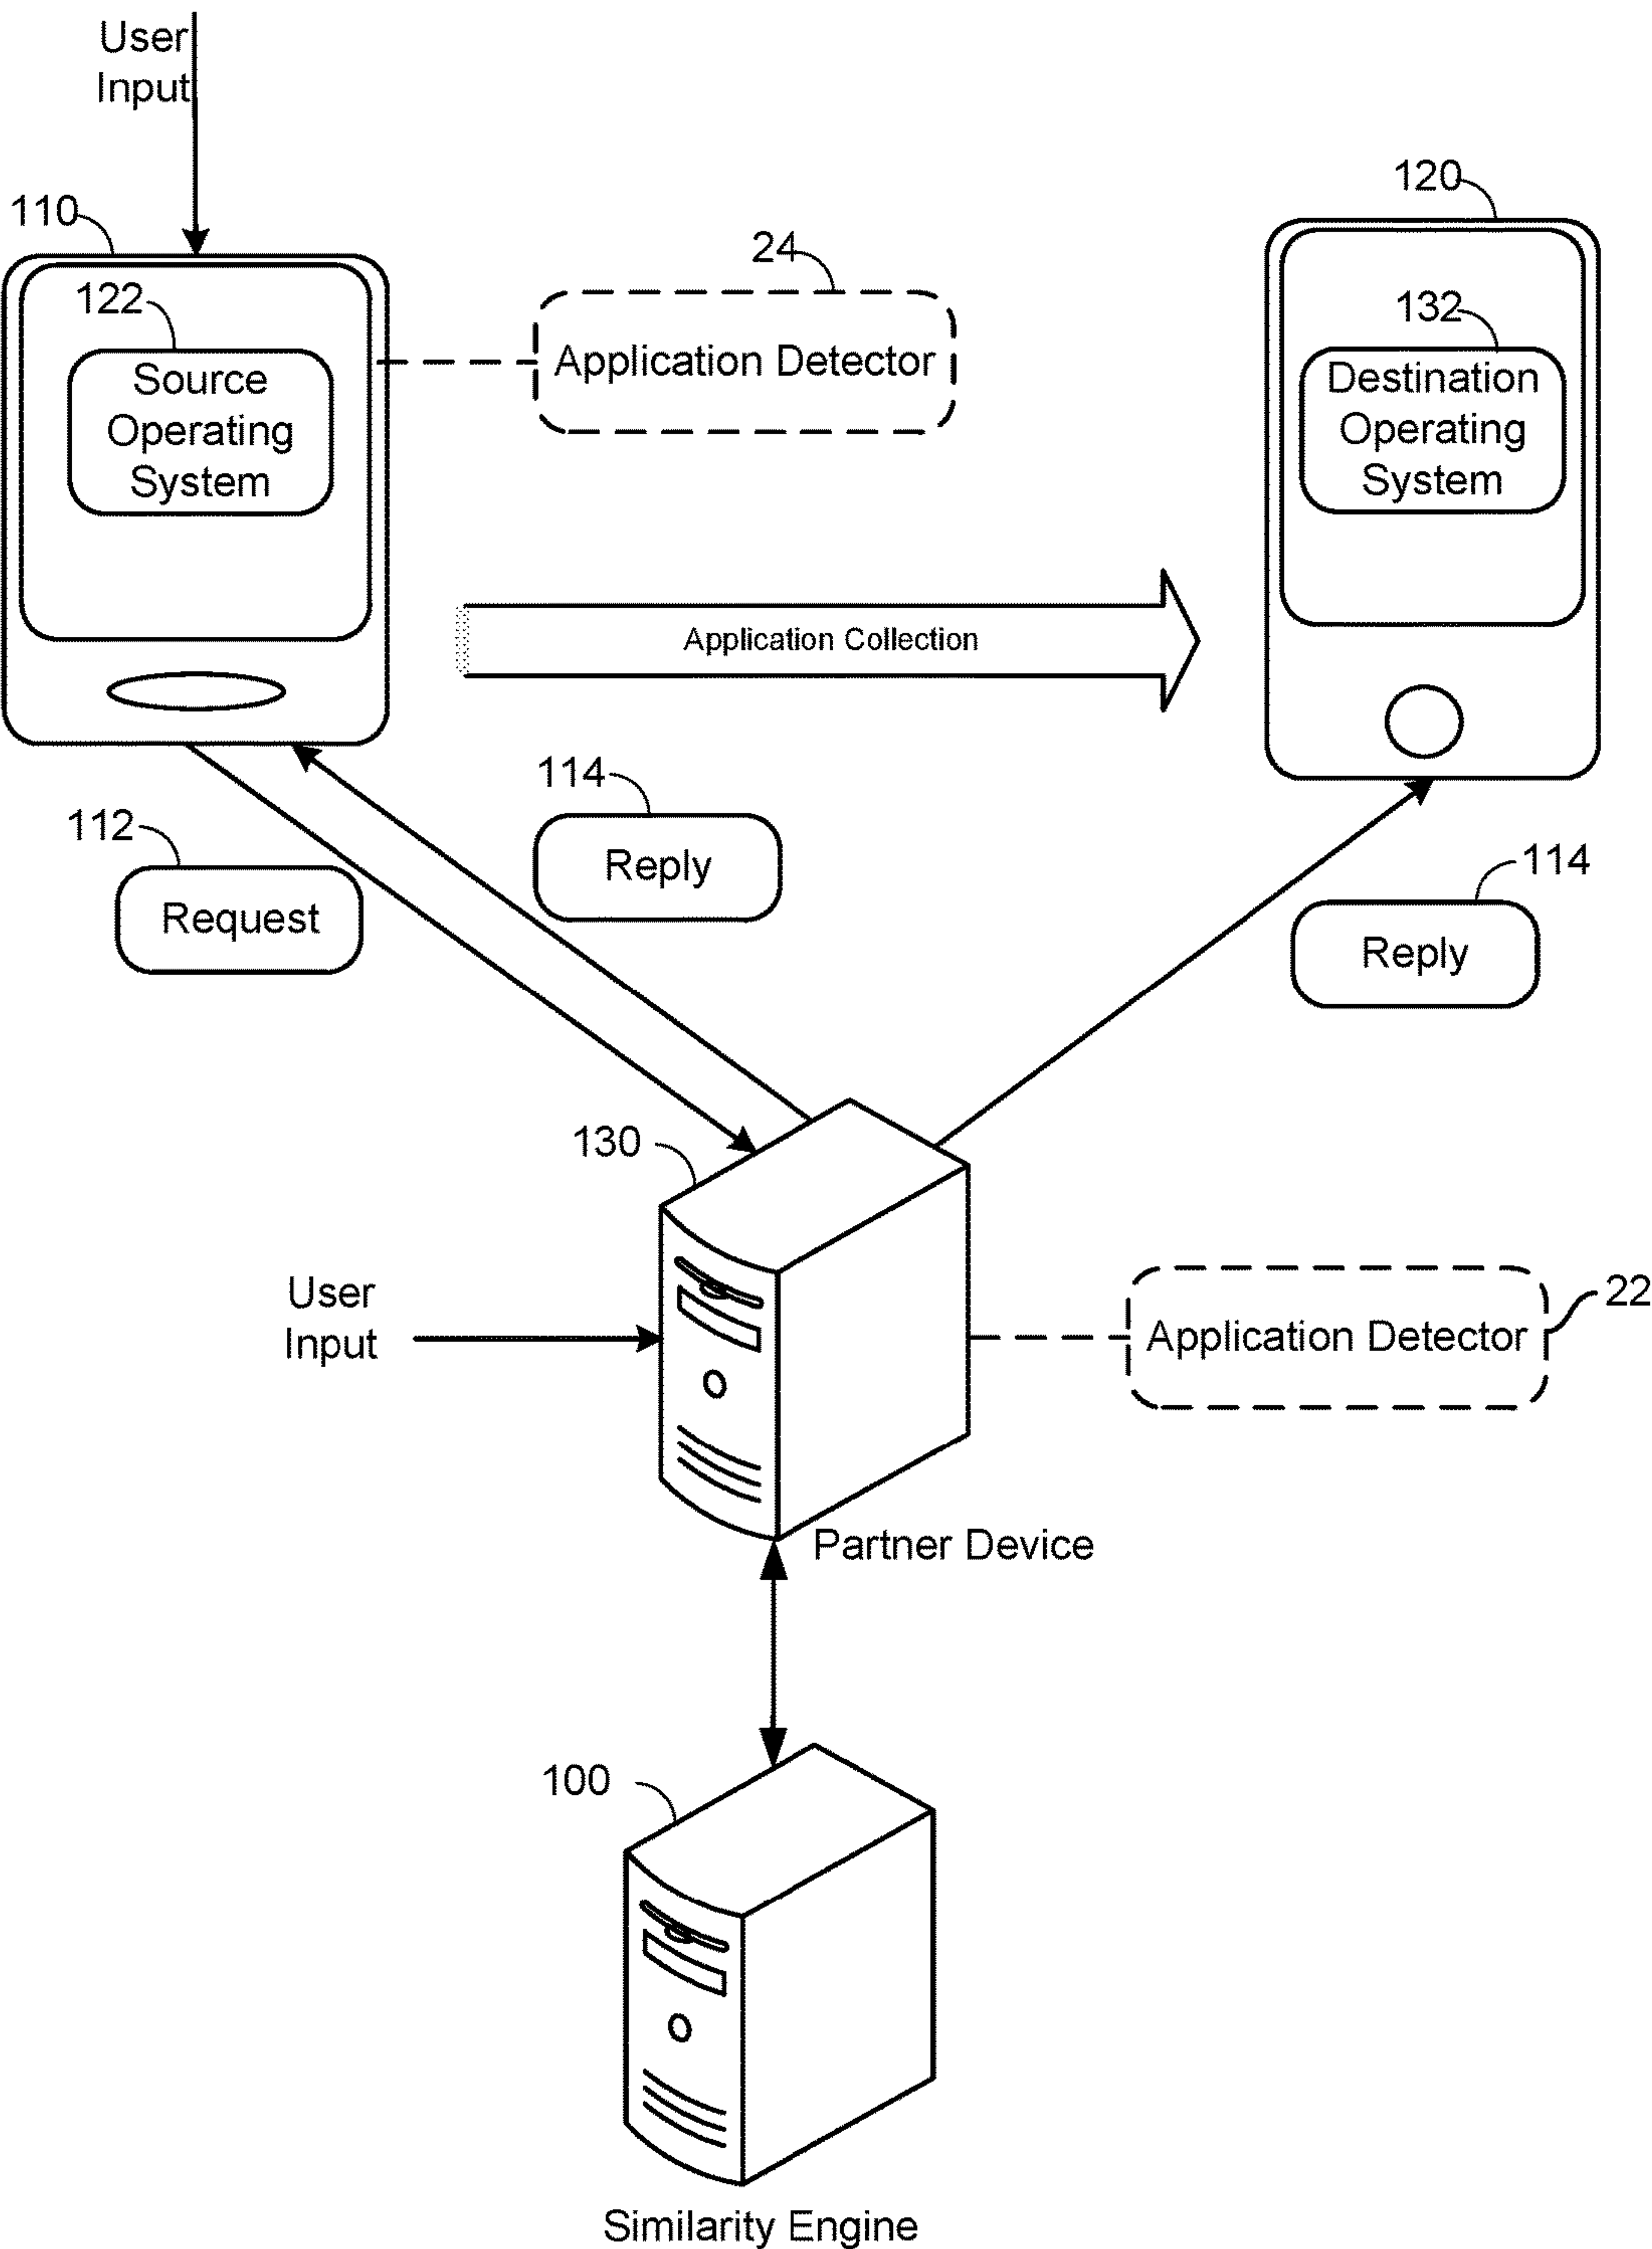 User
Input
110
120
24
122
132
Source
Operating
System
Application Detector
Destination
Operating
System
Application Collection
114
112
Reply
Request
114
Reply
130
User
Input
22
Application Detector
Partner Device
100
Similarity Engine